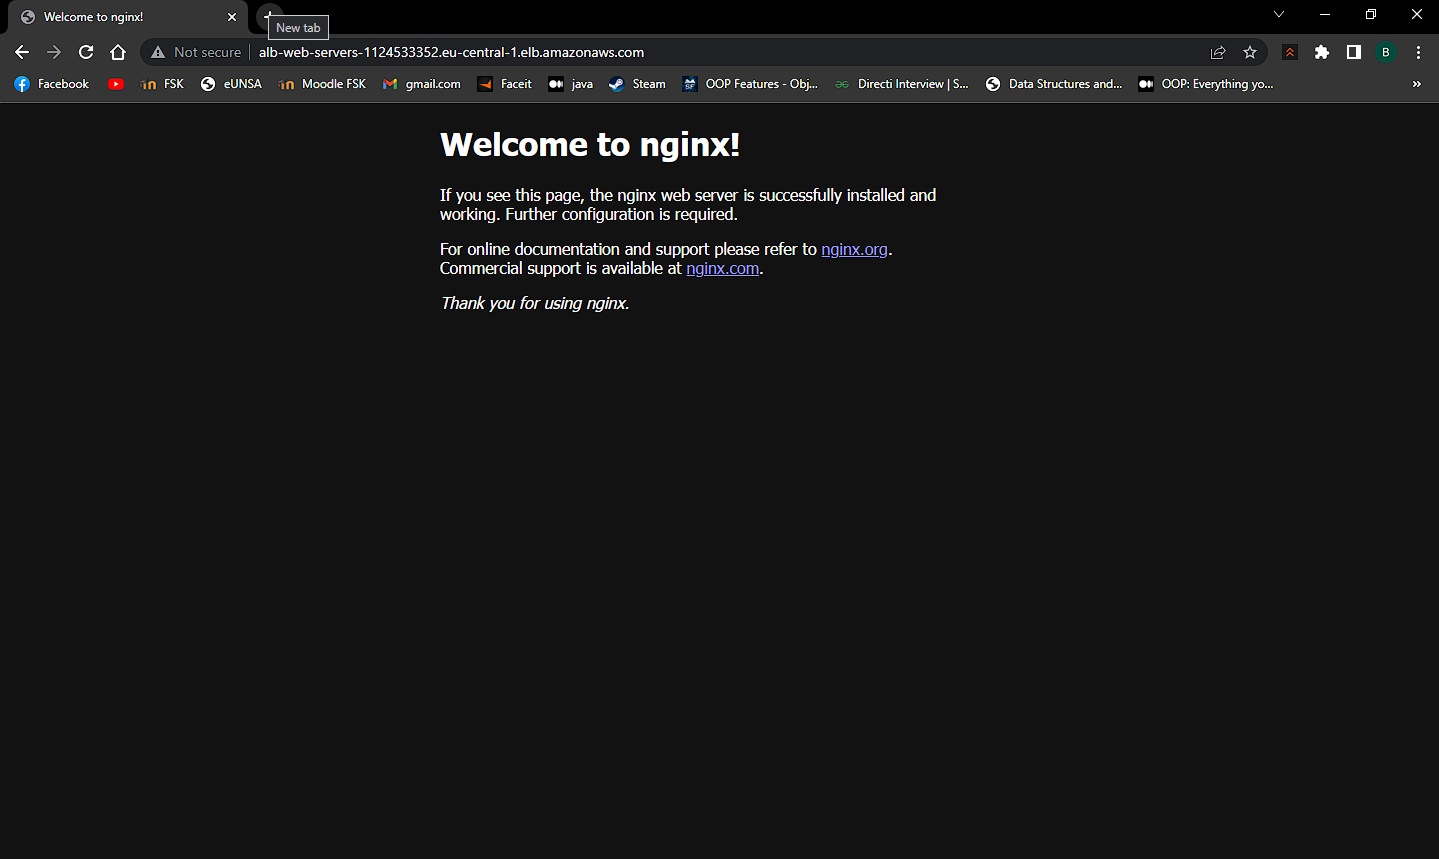 Welcome to nginx!
New tab
Not secure
alb-web-servers-1124533352.eu-central-1.elb.amazonaws.com
B
Facebook
FSK
eUNSA
Moodle FSK
gmail.com
Faceit
java
Steam
OOP Features - Obj...
Directi Interview | S...
Data Structures and...
OOP: Everything yo...
Welcome to nginx!
If you see this page, the nginx web server is successfully installed and
working. Further configuration is required.
For online documentation and support please refer to nginx.org.
Commercial support is available at nginx.com.
Thank you for using nginx.